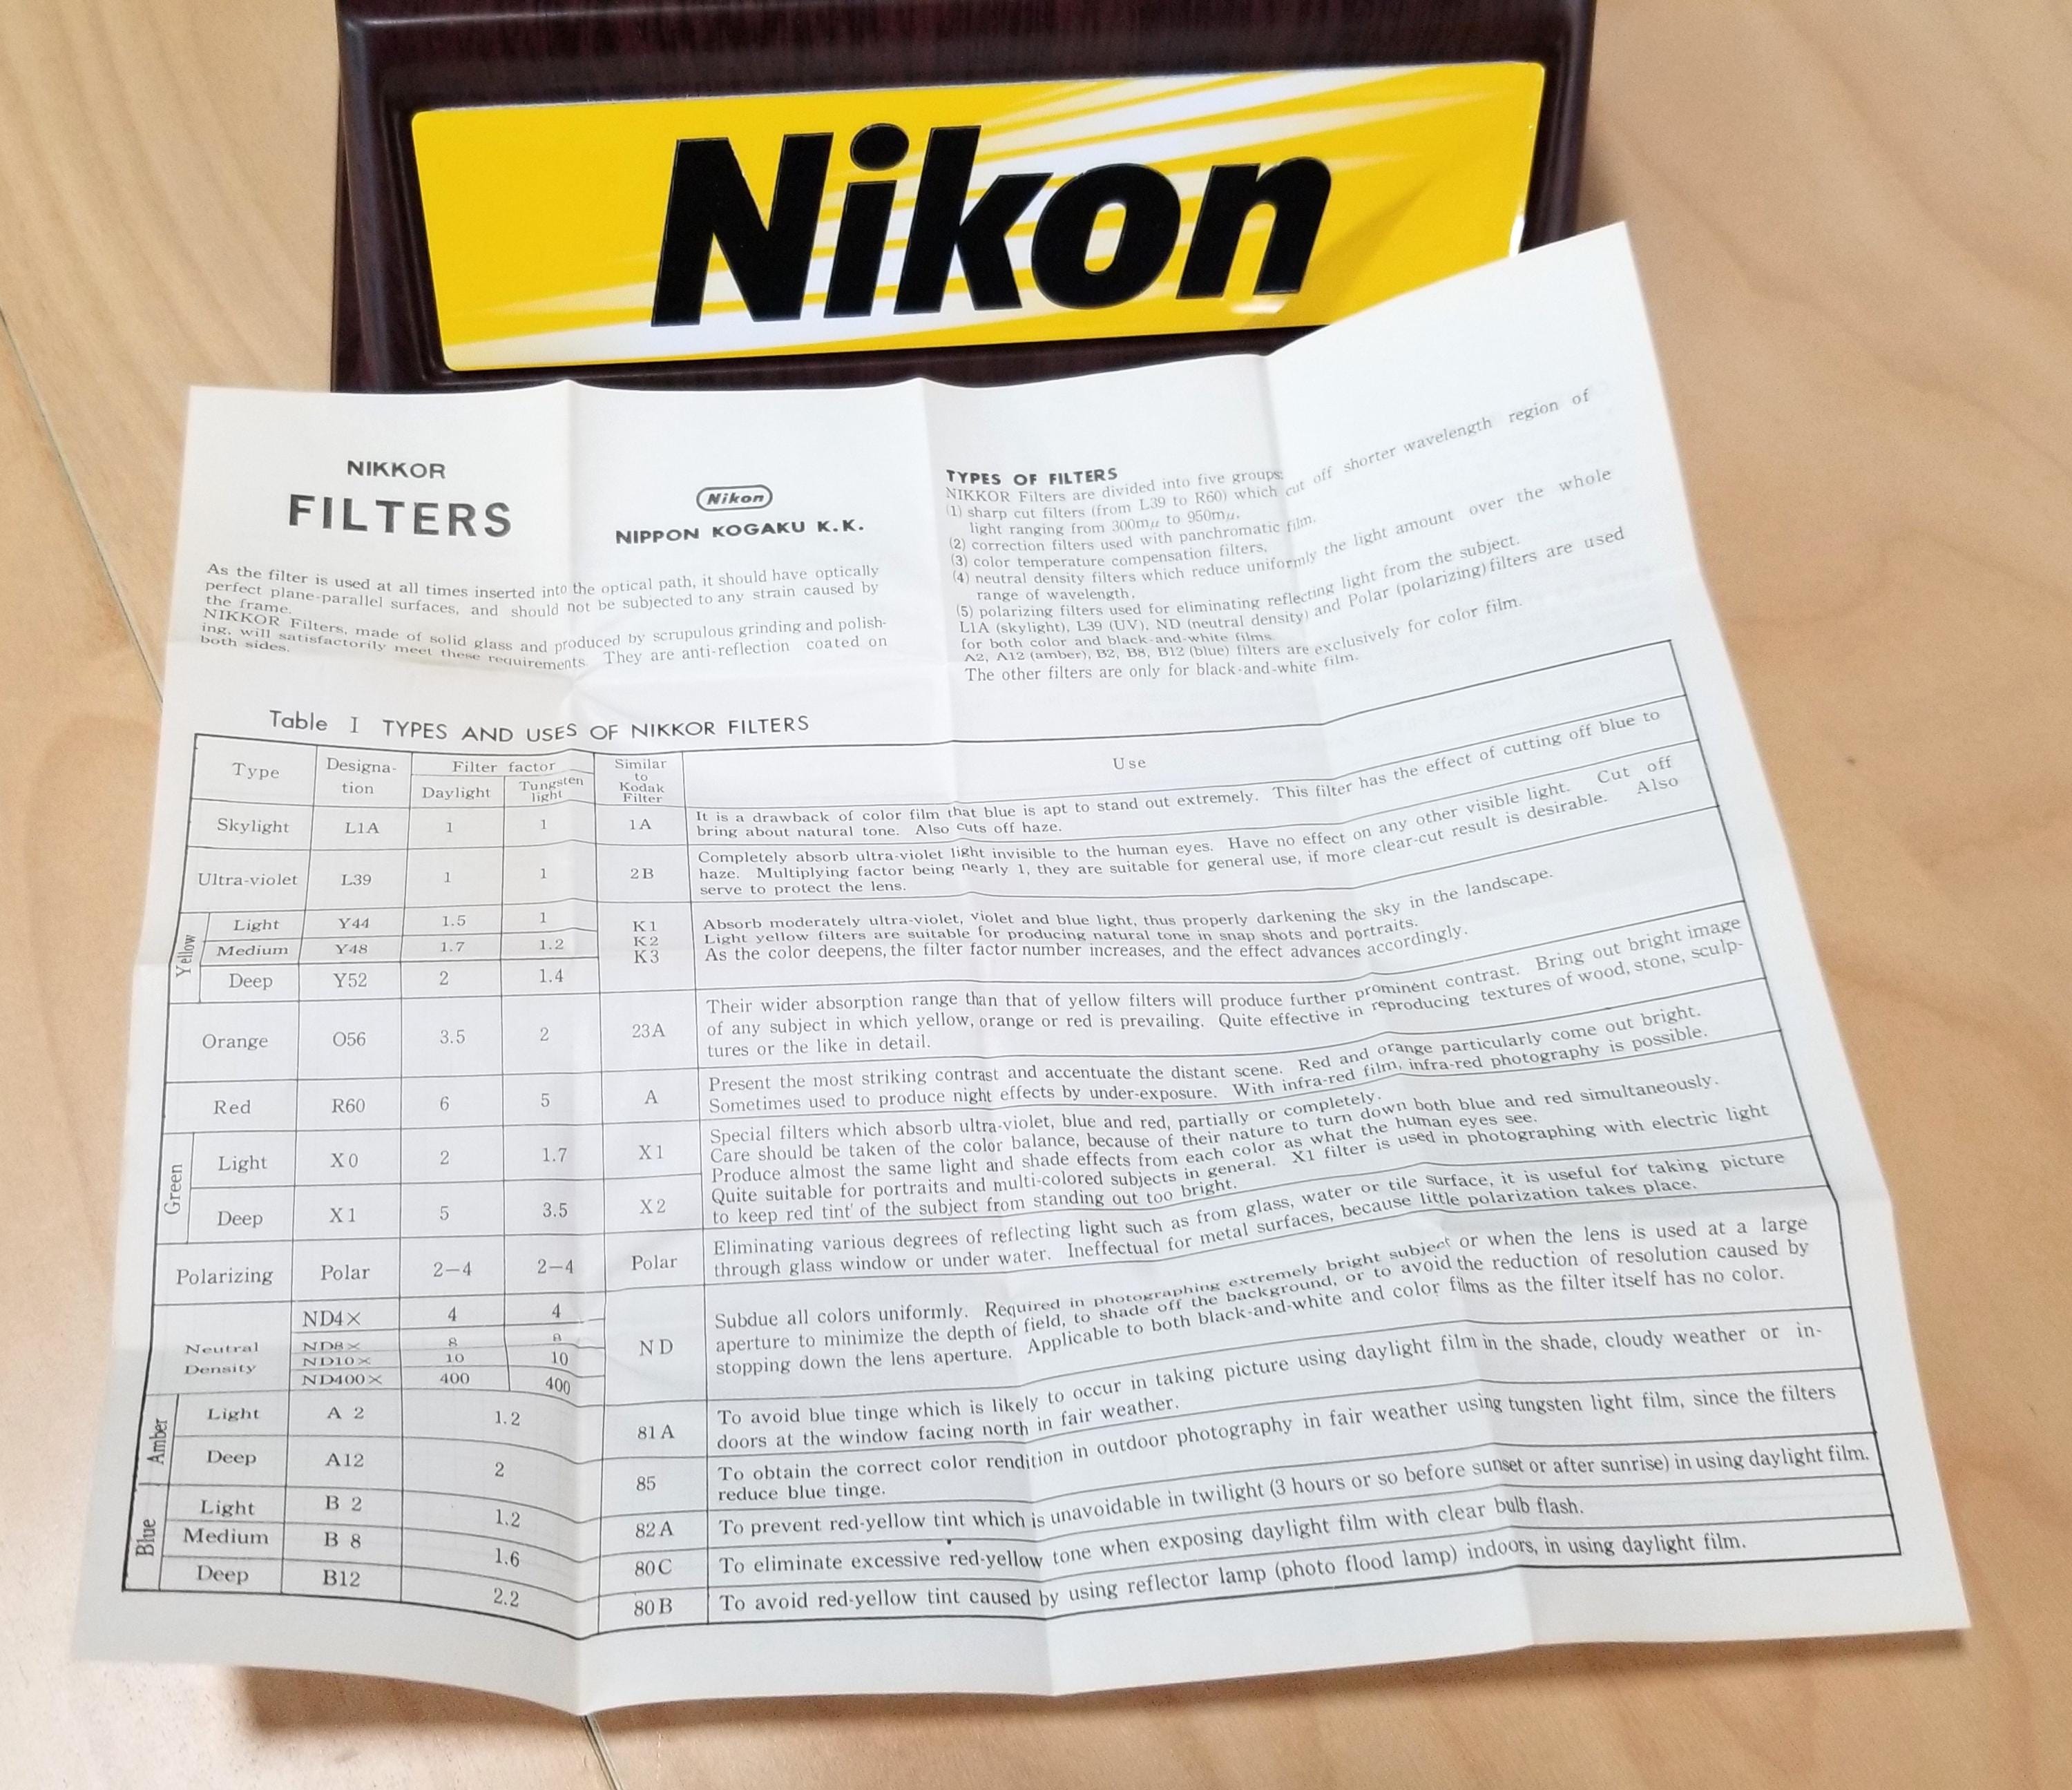 Nikon
NIKKOR
FILTERS
Nikon
NIPPON KOGAKU K.K.
As the filter is used at all times inserted into the optical path, it should have optically
perfect plane-parallel surfaces, and should not be subjected to any strain caused by
the frame.
NIKKOR Filters, made of solid glass and produced by scrupulous grinding and polish-
ing, will satisfactorily meet these requirements. They are anti-reflection coated on
both sides.
TYPES OF FILTERS
NIKKOR Filters are divided into five groups:
(1) sharp cut filters (from L39 to R60) which cut off shorter wavelength region of
light ranging from 300mμ to 950mμ.
(2) correction filters used with panchromatic film.
(3) color temperature compensation filters.
(4) neutral density filters which reduce uniformly the light amount over the whole
range of wavelength.
(5) polarizing filters used for eliminating reflecting light from the subject.
L1A (skylight), L39 (UV), ND (neutral density) and Polar (polarizing) filters are used
for both color and black-and-white films.
A2, A12 (amber), B2, B8, B12 (blue) filters are exclusively for color film.
The other filters are only for black-and-white film.
Table I TYPES AND USES OF NIKKOR FILTERS
Type Designa- Filter factor Similar Use
tion Daylight Tungsten to
light Kodak
Filter
Skylight L1A 1 1 1A It is a drawback of color film that blue is apt to stand out extremely. This filter has the effect of cutting off blue to
bring about natural tone. Also cuts off haze.
Ultra-violet L39 1 1 2B Completely absorb ultra-violet light invisible to the human eyes. Have no effect on any other visible light. Cut off
haze. Multiplying factor being nearly 1, they are suitable for general use, if more clear-cut result is desirable. Also
serve to protect the lens.
Yellow
Light Y44 1.5 1 K1 Absorb moderately ultra-violet, violet and blue light, thus properly darkening the sky in the landscape.
Medium Y48 1.7 1.2 K2 Light yellow filters are suitable for producing natural tone in snap shots and portraits.
Deep Y52 2 1.4 K3 As the color deepens, the filter factor number increases, and the effect advances accordingly.
Orange O56 3.5 2 23A Their wider absorption range than that of yellow filters will produce further prominent contrast. Bring out bright image
of any subject in which yellow, orange or red is prevailing. Quite effective in reproducing textures of wood, stone, sculp-
tures or the like in detail.
Red R60 6 5 A Present the most striking contrast and accentuate the distant scene. Red and orange particularly come out bright.
Sometimes used to produce night effects by under-exposure. With infra-red film, infra-red photography is possible.
Green
Light X0 2 1.7 X1 Special filters which absorb ultra-violet, blue and red, partially or completely.
Care should be taken of the color balance, because of their nature to turn down both blue and red simultaneously.
Produce almost the same light and shade effects from each color as what the human eyes see.
Deep X1 5 3.5 X2 Quite suitable for portraits and multi-colored subjects in general. X1 filter is used in photographing with electric light
to keep red tint of the subject from standing out too bright.
Polarizing Polar 2-4 2-4 Polar Eliminating various degrees of reflecting light such as from glass, water or tile surface, it is useful for taking picture
through glass window or under water. Ineffectual for metal surfaces, because little polarization takes place.
Neutral Density
ND4× 4 4 ND Subdue all colors uniformly. Required in photographing extremely bright subject or when the lens is used at a large
ND8× 8 8 aperture to minimize the depth of field, to shade off the background, or to avoid the reduction of resolution caused by
ND10× 10 10 stopping down the lens aperture. Applicable to both black-and-white and color films as the filter itself has no color.
ND400× 400 400
Amber
Light A 2 1.2 81A To avoid blue tinge which is likely to occur in taking picture using daylight film in the shade, cloudy weather or in-
doors at the window facing north in fair weather.
Deep A12 2 85 To obtain the correct color rendition in outdoor photography in fair weather using tungsten light film, since the filters
reduce blue tinge.
Blue
Light B 2 1.2 82A To prevent red-yellow tint which is unavoidable in twilight (3 hours or so before sunset or after sunrise) in using daylight film.
Medium B 8 1.6 80C To eliminate excessive red-yellow tone when exposing daylight film with clear bulb flash.
Deep B12 2.2 80B To avoid red-yellow tint caused by using reflector lamp (photo flood lamp) indoors, in using daylight film.